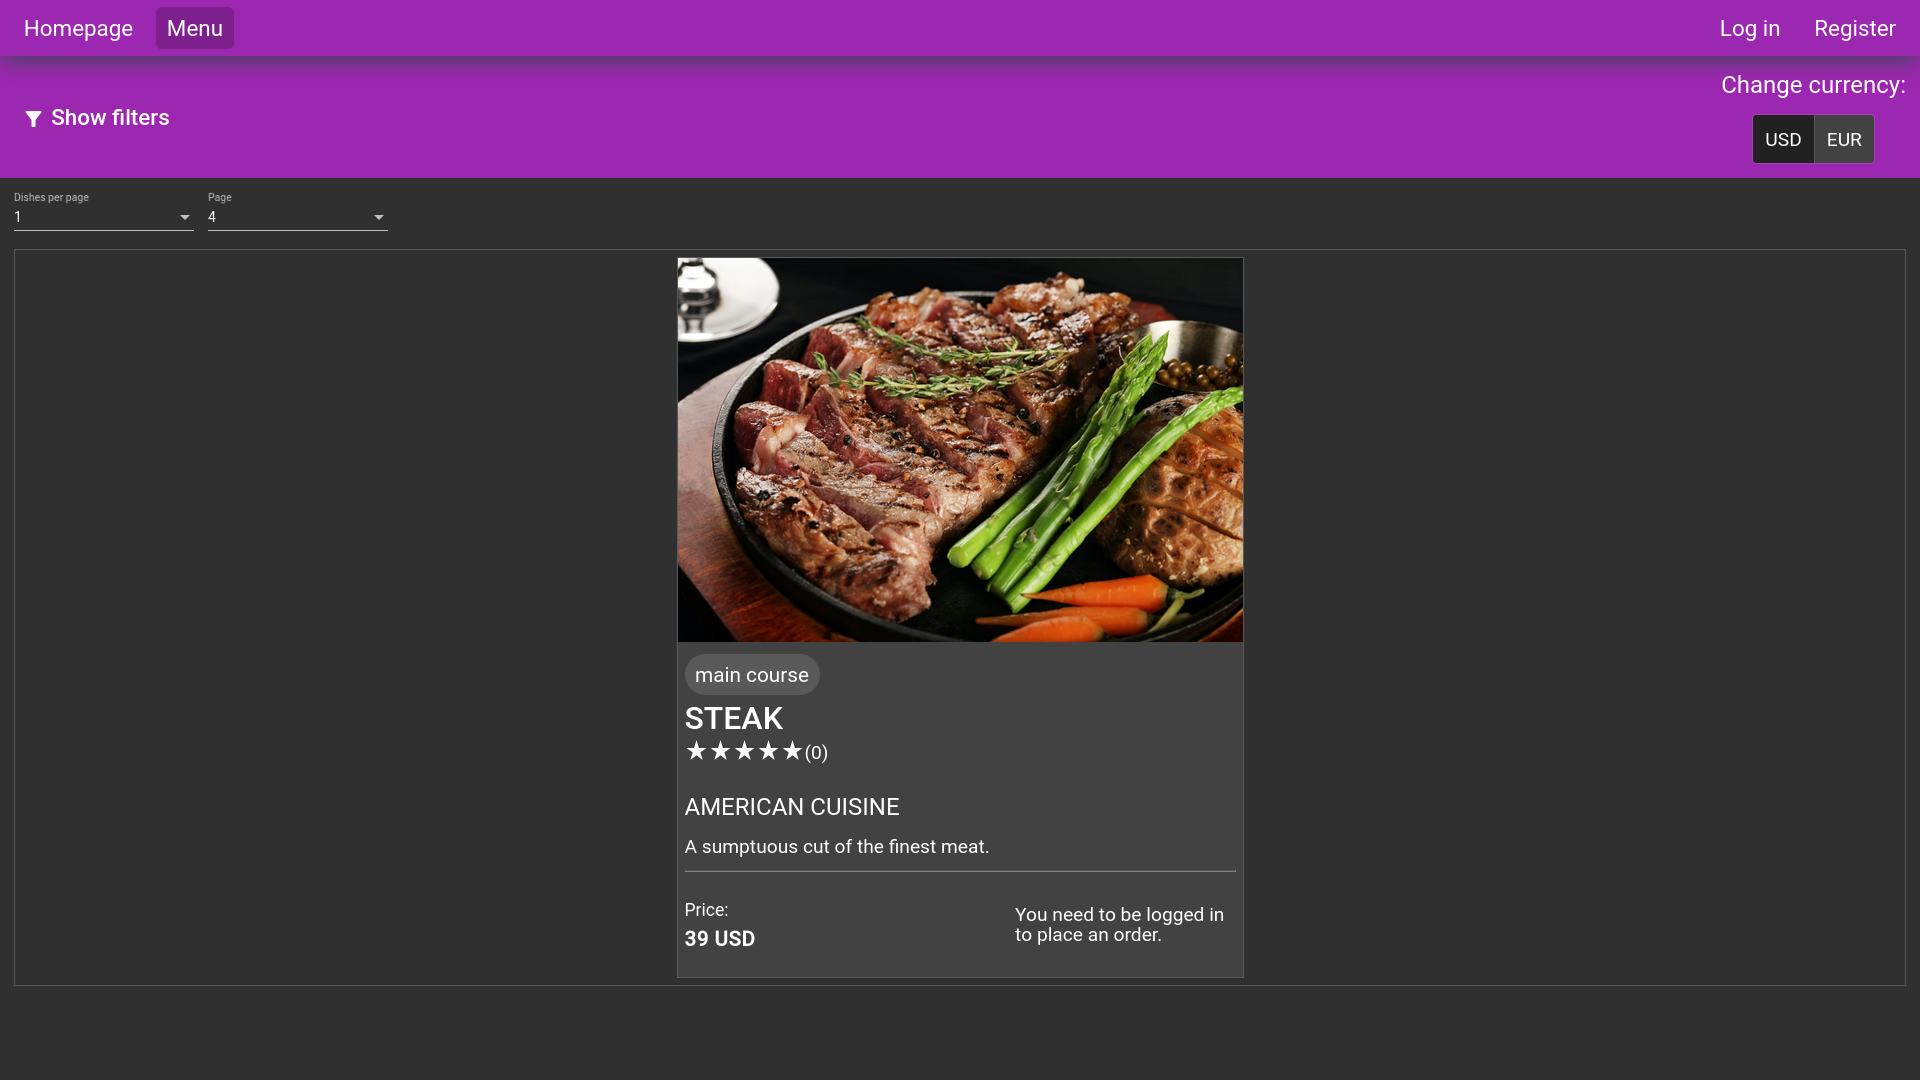 Homepage
Menu
Log in
Register
Show filters
Change currency:
USD
EUR
Dishes per page
1
Page
4
main course
STEAK
★★★★★(0)
AMERICAN CUISINE
A sumptuous cut of the finest meat.
Price:
39 USD
You need to be logged in
to place an order.